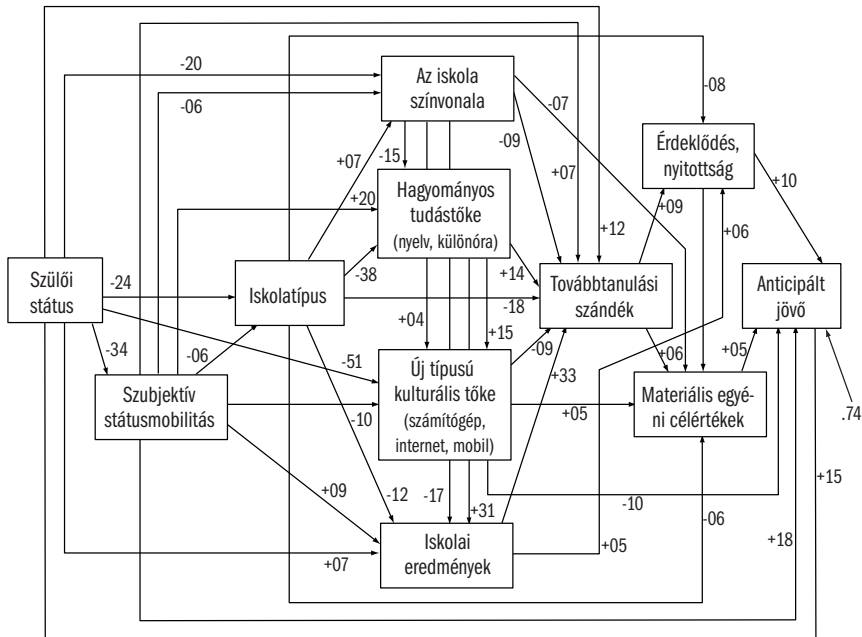 -20
-06
Az iskola
színvonala
-07
-08
-09
+07
-15
+07
Érdeklődés,
nyitottság
+20
Hagyományos
tudástőke
(nyelv, különóra)
+12
+09
+10
+06
Szülői
státus
-24
Iskolatípus
-38
+14
-18
Továbbtanulási
szándék
Anticipált
jövő
-34
-06
-51
+04
+15
-09
+06
+05
Szubjektív
státusmobilitás
-10
Új típusú
kulturális tőke
(számítógép,
internet, mobil)
+33
+05
Materiális egyé-
ni célértékek
.74
+09
-12
-17
+31
-10
-06
+15
+07
Iskolai
eredmények
+05
+18